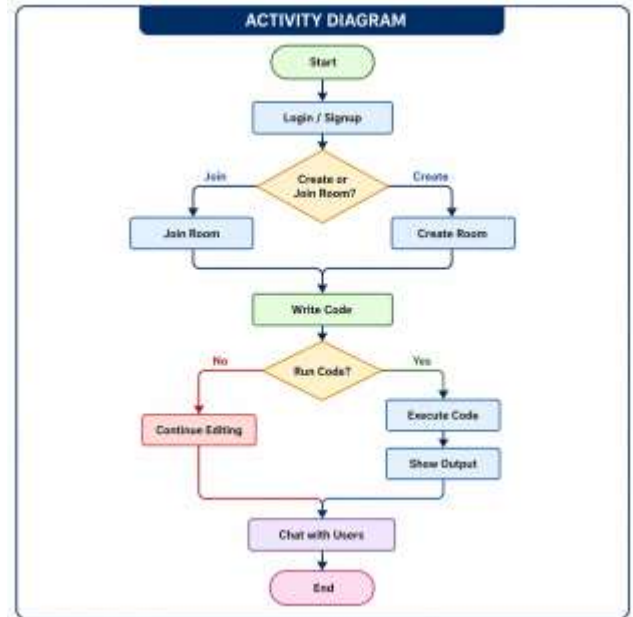 ACTIVITY DIAGRAM
Start
Login / Signup
Create or
Join Room?
Join
Create
Join Room
Create Room
Write Code
Run Code?
No
Yes
Continue Editing
Execute Code
Show Output
Chat with Users
End